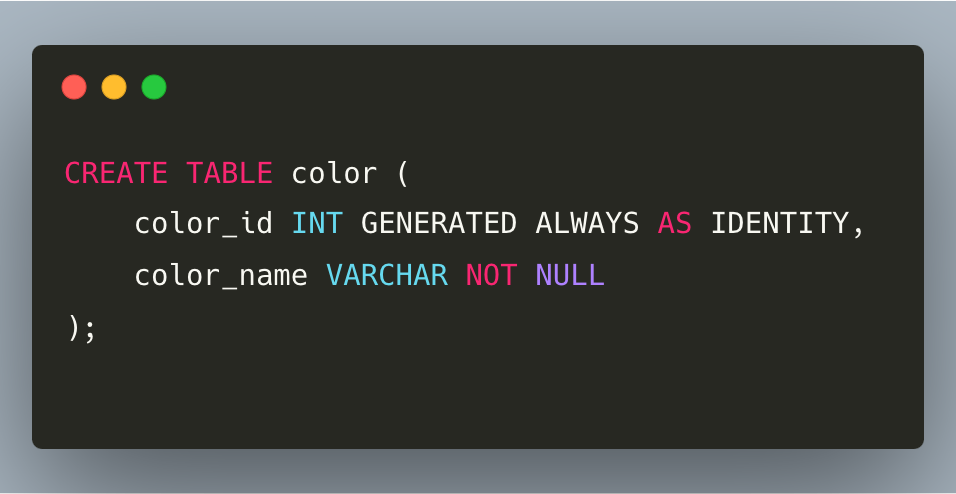 CREATE TABLE color (
    color_id INT GENERATED ALWAYS AS IDENTITY,
    color_name VARCHAR NOT NULL
);